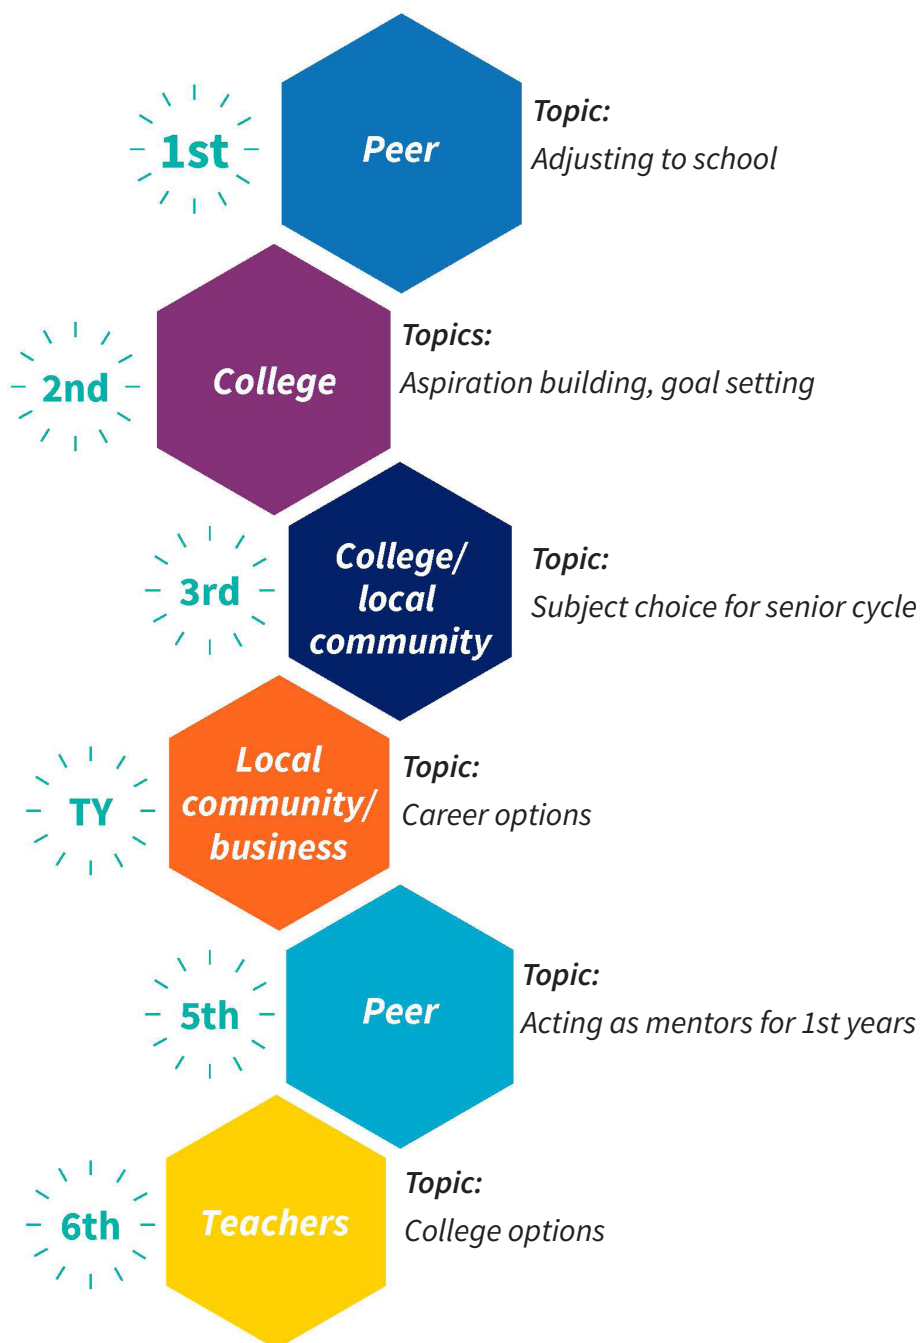 1st
Peer
Topic:
Adjusting to school
2nd
College
Topics:
Aspiration building, goal setting
3rd
College/
local
community
Topic:
Subject choice for senior cycle
TY
Local
community/
business
Topic:
Career options
5th
Peer
Topic:
Acting as mentors for 1st years
6th
Teachers
Topic:
College options